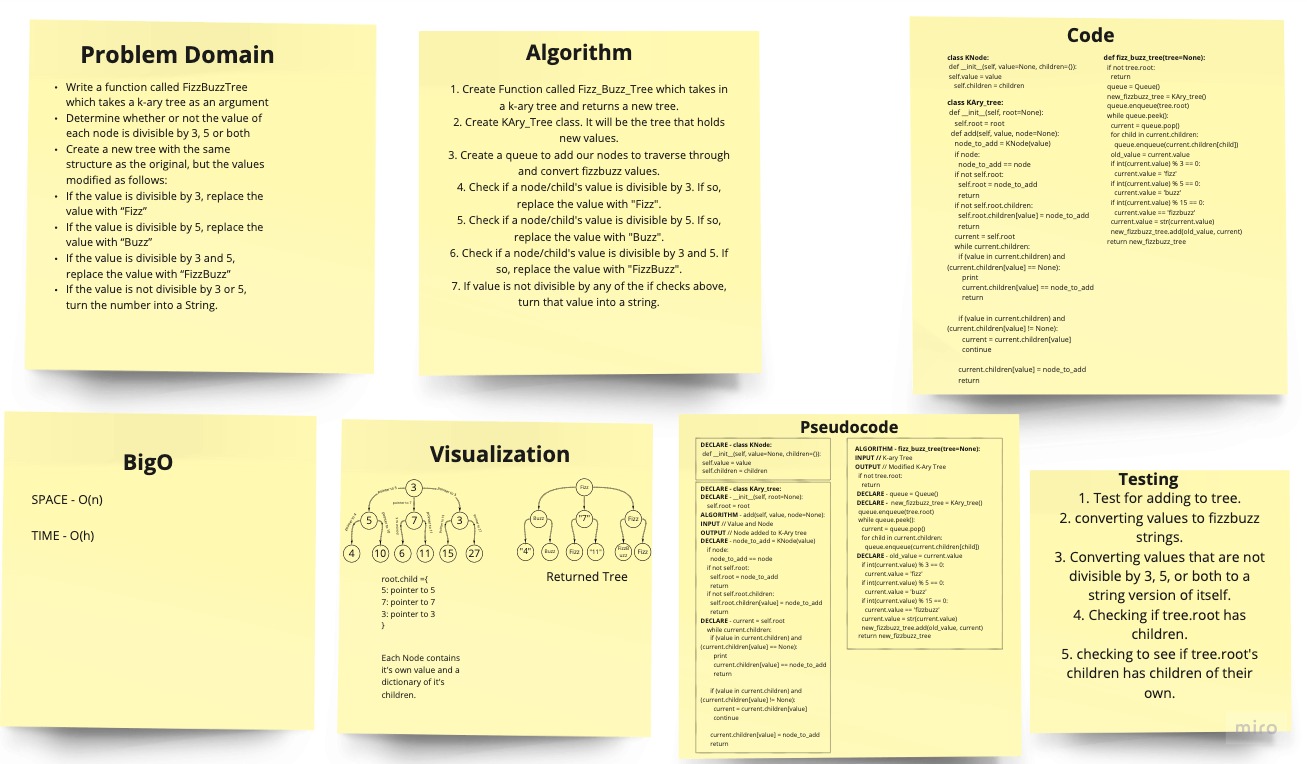 Problem Domain
• Write a function called FizzBuzzTree
which takes a k-ary tree as an argument
• Determine whether or not the value of
each node is divisible by 3, 5 or both
• Create a new tree with the same
structure as the original, but the values
modified as follows:
• If the value is divisible by 3, replace the
value with “Fizz”
• If the value is divisible by 5, replace the
value with “Buzz”
• If the value is divisible by 3 and 5,
replace the value with “FizzBuzz”
• If the value is not divisible by 3 or 5,
turn the number into a String.
Algorithm
1. Create Function called Fizz_Buzz_Tree which takes in
a k-ary tree and returns a new tree.
2. Create KAry_Tree class. It will be the tree that holds
new values.
3. Create a queue to add our nodes to traverse through
and convert fizzbuzz values.
4. Check if a node/child's value is divisible by 3. If so,
replace the value with "Fizz".
5. Check if a node/child's value is divisible by 5. If so,
replace the value with "Buzz".
6. Check if a node/child's value is divisible by 3 and 5. If
so, replace the value with "FizzBuzz".
7. If value is not divisible by any of the if checks above,
turn that value into a string.
Code
class KNode:
def __init__(self, value=None, children={}):
self.value = value
self.children = children
class KAry_tree:
def __init__(self, root=None):
self.root = root
def add(self, value, node=None):
node_to_add = KNode(value)
if node:
node_to_add == node
if not self.root:
self.root = node_to_add
return
if not self.root.children:
self.root.children[value] = node_to_add
return
current = self.root
while current.children:
if (value in current.children) and
(current.children[value] == None):
print
current.children[value] == node_to_add
return
if (value in current.children) and
(current.children[value] != None):
current = current.children[value]
continue
current.children[value] = node_to_add
return
def fizz_buzz_tree(tree=None):
if not tree.root:
return
queue = Queue()
new_fizzbuzz_tree = KAry_tree()
queue.enqueue(tree.root)
while queue.peek():
current = queue.pop()
for child in current.children:
queue.enqueue(current.children[child])
old_value = current.value
if int(current.value) % 3 == 0:
current.value = 'fizz'
if int(current.value) % 5 == 0:
current.value = 'buzz'
if int(current.value) % 15 == 0:
current.value == 'fizzbuzz'
current.value = str(current.value)
new_fizzbuzz_tree.add(old_value, current)
return new_fizzbuzz_tree
BigO
SPACE - O(n)
TIME - O(h)
Visualization
3
pointer to 5
pointer to 7
pointer to 3
5
7
3
4
10
6
11
15
27
Fizz
Buzz
"7"
Fizz
"4"
Buzz
Fizz
"11"
FizzB
uzz
Fizz
Returned Tree
root.child ={
5: pointer to 5
7: pointer to 7
3: pointer to 3
}
Each Node contains
it's own value and a
dictionary of it's
children.
Pseudocode
DECLARE - class KNode:
def __init__(self, value=None, children={}):
self.value = value
self.children = children
DECLARE - class KAry_tree:
DECLARE - __init__(self, root=None):
self.root = root
ALGORITHM - add(self, value, node=None):
INPUT // Value and Node
OUTPUT // Node added to K-Ary tree
DECLARE - node_to_add = KNode(value)
if node:
node_to_add == node
if not self.root:
self.root = node_to_add
return
if not self.root.children:
self.root.children[value] = node_to_add
return
DECLARE - current = self.root
while current.children:
if (value in current.children) and
(current.children[value] == None):
print
current.children[value] == node_to_add
return
if (value in current.children) and
(current.children[value] != None):
current = current.children[value]
continue
current.children[value] = node_to_add
return
ALGORITHM - fizz_buzz_tree(tree=None):
INPUT // K-ary Tree
OUTPUT // Modified K-Ary Tree
if not tree.root:
return
DECLARE - queue = Queue()
DECLARE - new_fizzbuzz_tree = KAry_tree()
queue.enqueue(tree.root)
while queue.peek():
current = queue.pop()
for child in current.children:
queue.enqueue(current.children[child])
DECLARE - old_value = current.value
if int(current.value) % 3 == 0:
current.value = 'fizz'
if int(current.value) % 5 == 0:
current.value = 'buzz'
if int(current.value) % 15 == 0:
current.value == 'fizzbuzz'
current.value = str(current.value)
new_fizzbuzz_tree.add(old_value, current)
return new_fizzbuzz_tree
Testing
1. Test for adding to tree.
2. converting values to fizzbuzz
strings.
3. Converting values that are not
divisible by 3, 5, or both to a
string version of itself.
4. Checking if tree.root has
children.
5. checking to see if tree.root's
children has children of their
own.
miro